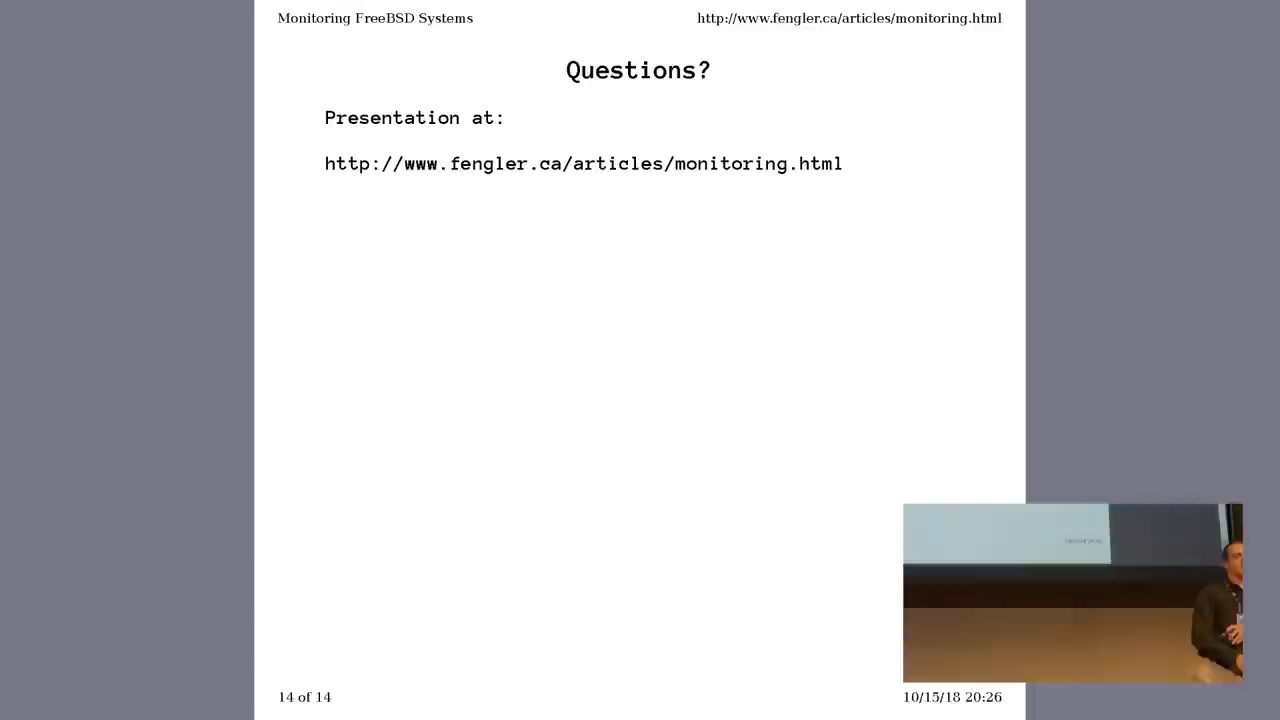 Monitoring FreeBSD Systems
http://www.fengler.ca/articles/monitoring.html
Questions?
Presentation at:
http://www.fengler.ca/articles/monitoring.html
14 of 14
10/15/18 20:26